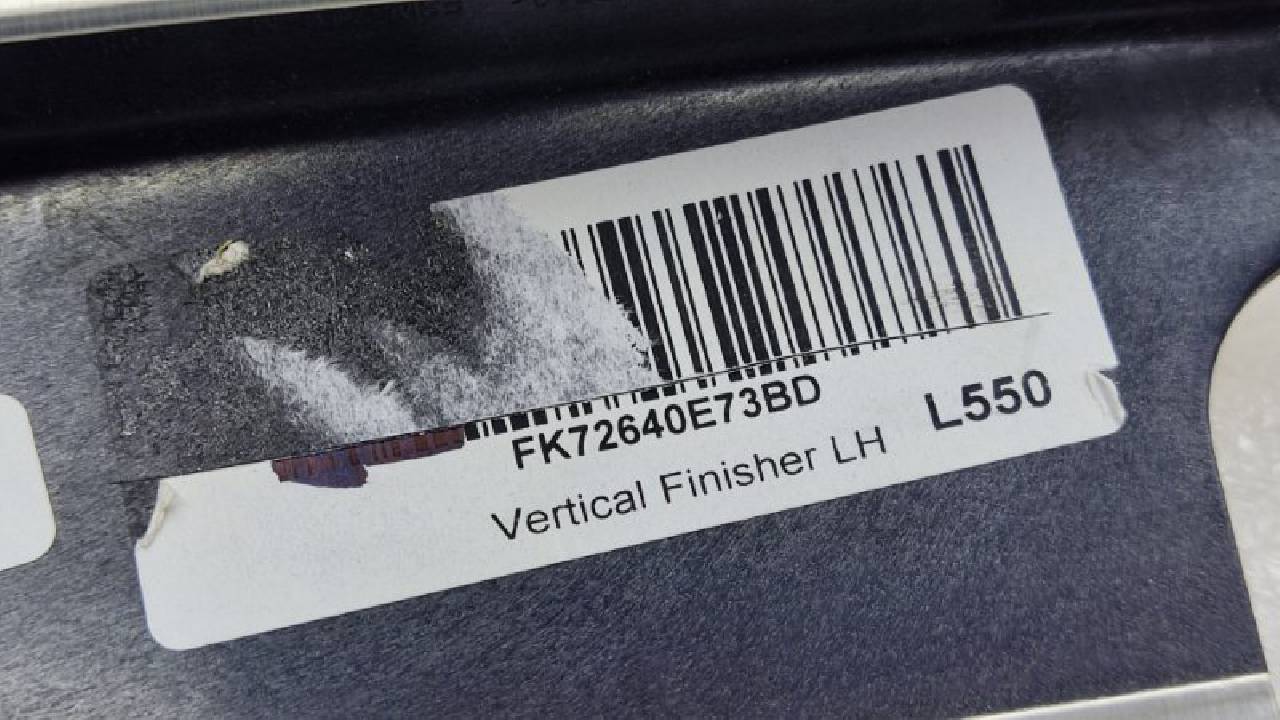 FK72640E73BD
L550
Vertical Finisher LH